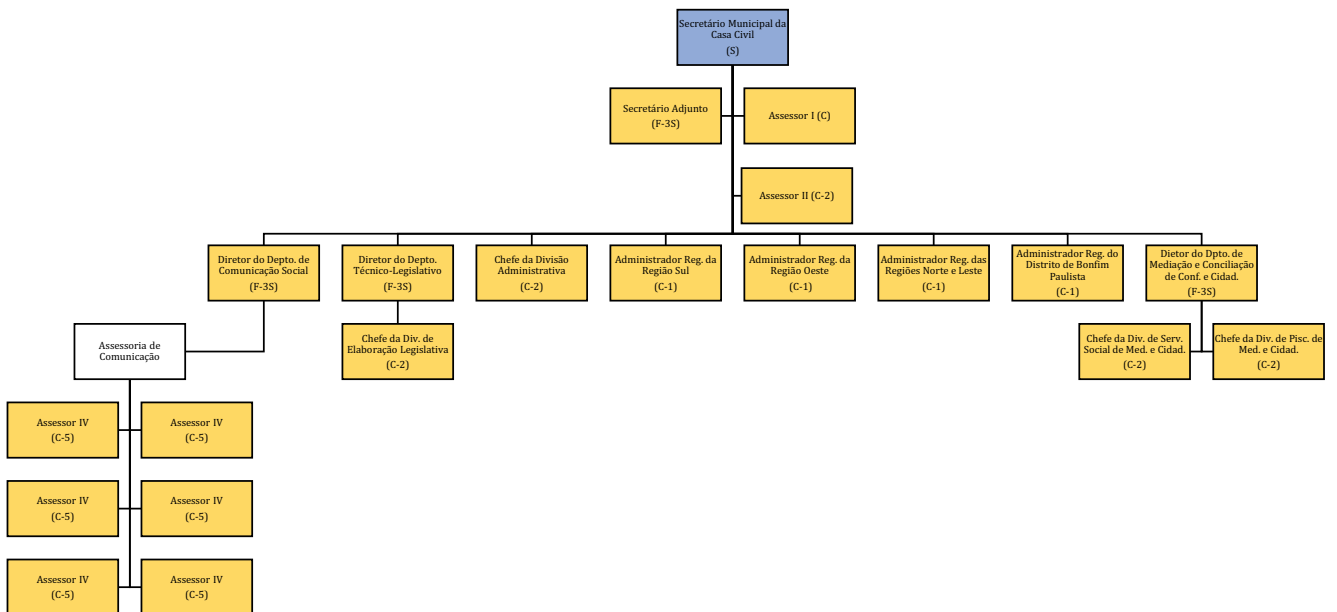 Secretário Municipal da
Casa Civil
(S)
Secretário Adjunto
(F-3S)
Assessor I (C)
Assessor II (C-2)
Diretor do Depto. de
Comunicação Social
(F-3S)
Diretor do Depto.
Técnico-Legislativo
(F-3S)
Chefe da Divisão
Administrativa
(C-2)
Administrador Reg. da
Região Sul
(C-1)
Administrador Reg. da
Região Oeste
(C-1)
Administrador Reg. das
Regiões Norte e Leste
(C-1)
Administrador Reg. do
Distrito de Bonfim
Paulista
(C-1)
Dietor do Dpto. de
Mediação e Conciliação
de Conf. e Cidad.
(F-3S)
Assessoria de
Comunicação
Chefe da Div. de
Elaboração Legislativa
(C-2)
Chefe da Div. de Serv.
Social de Med. e Cidad.
(C-2)
Chefe da Div. de Pisc. de
Med. e Cidad.
(C-2)
Assessor IV
(C-5)
Assessor IV
(C-5)
Assessor IV
(C-5)
Assessor IV
(C-5)
Assessor IV
(C-5)
Assessor IV
(C-5)